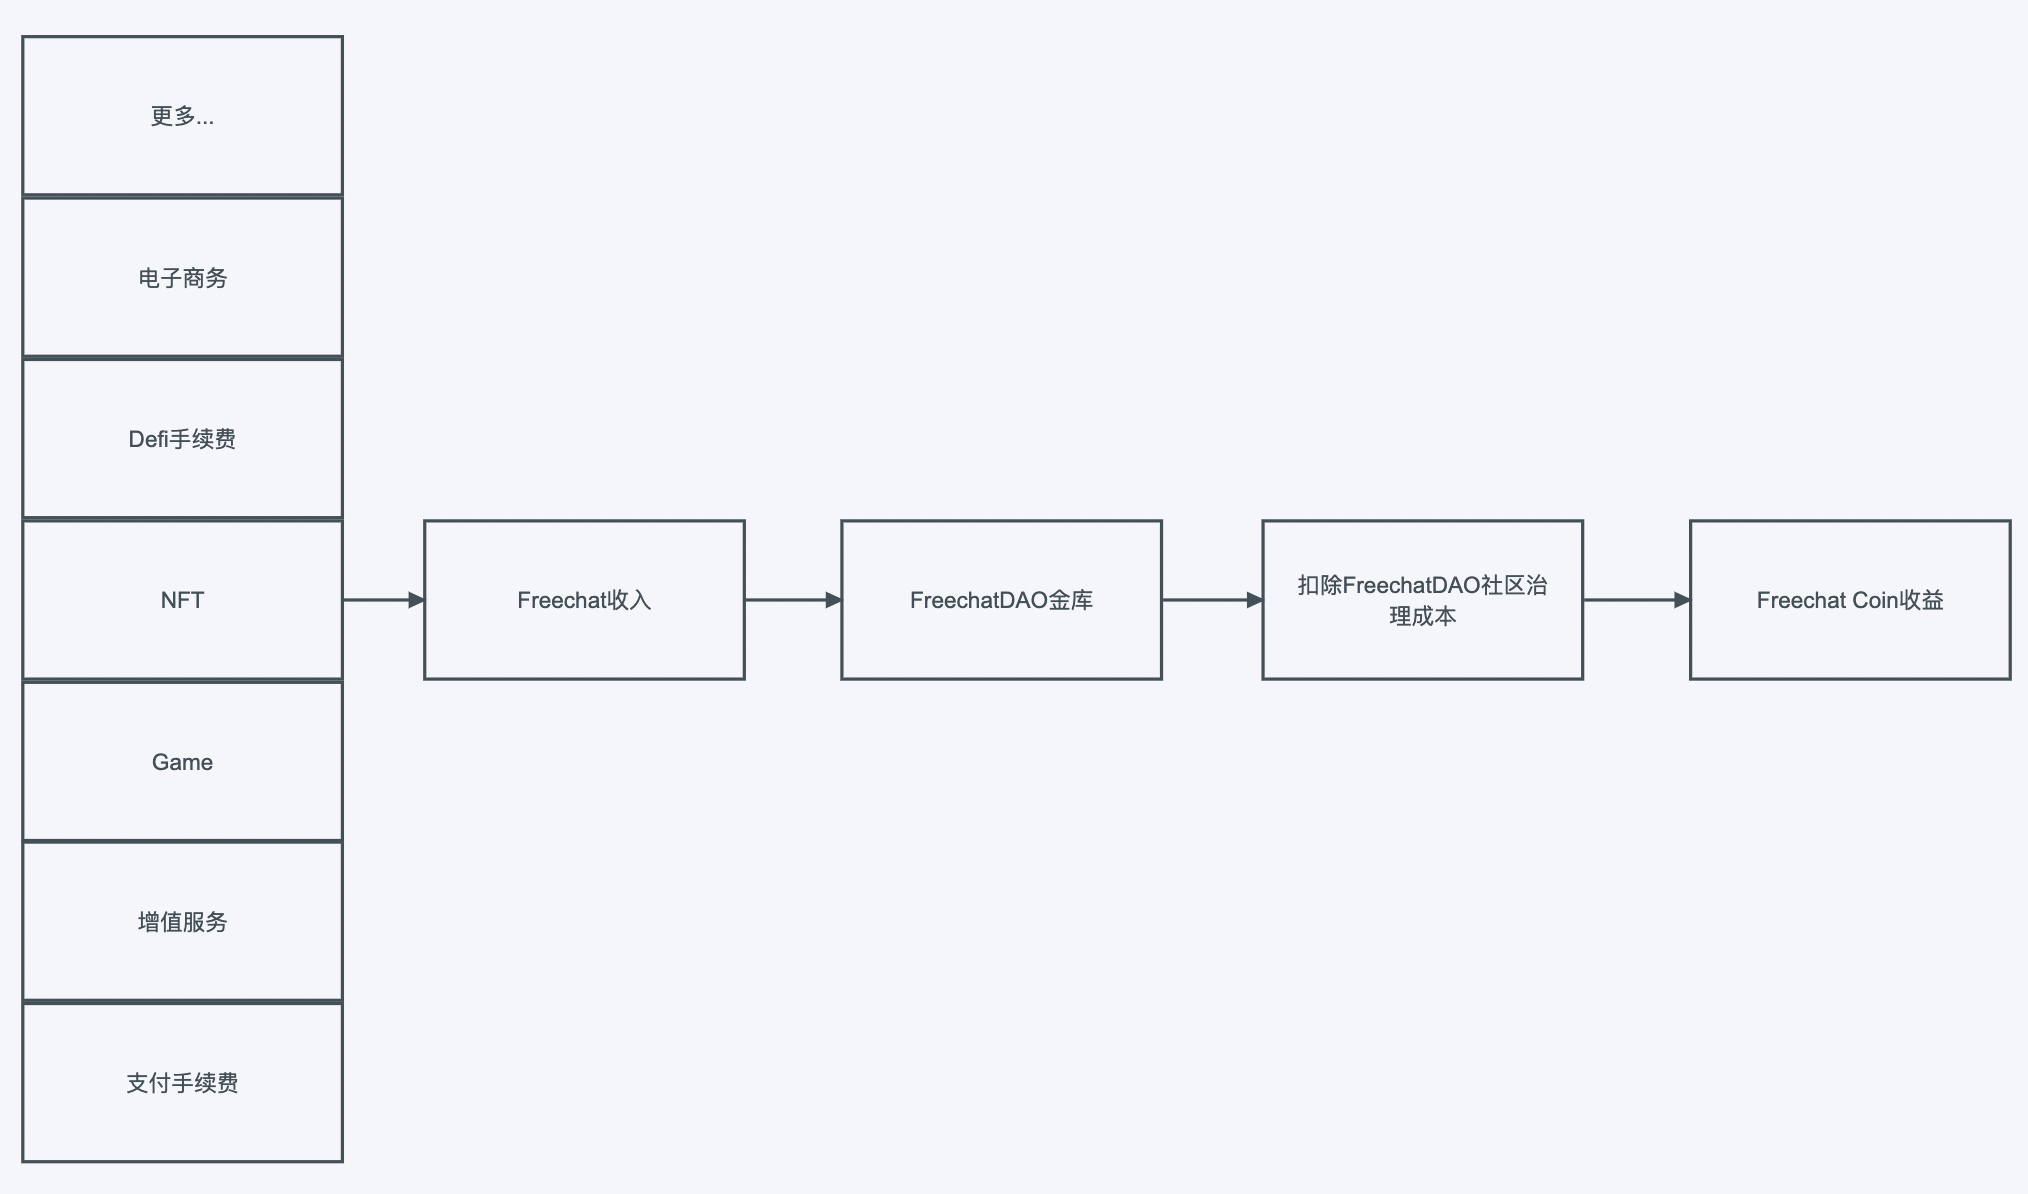 更多...
电子商务
Defi手续费
NFT
Freechat收入
FreechatDAO金库
扣除FreechatDAO社区治
理成本
Freechat Coin收益
Game
增值服务
支付手续费